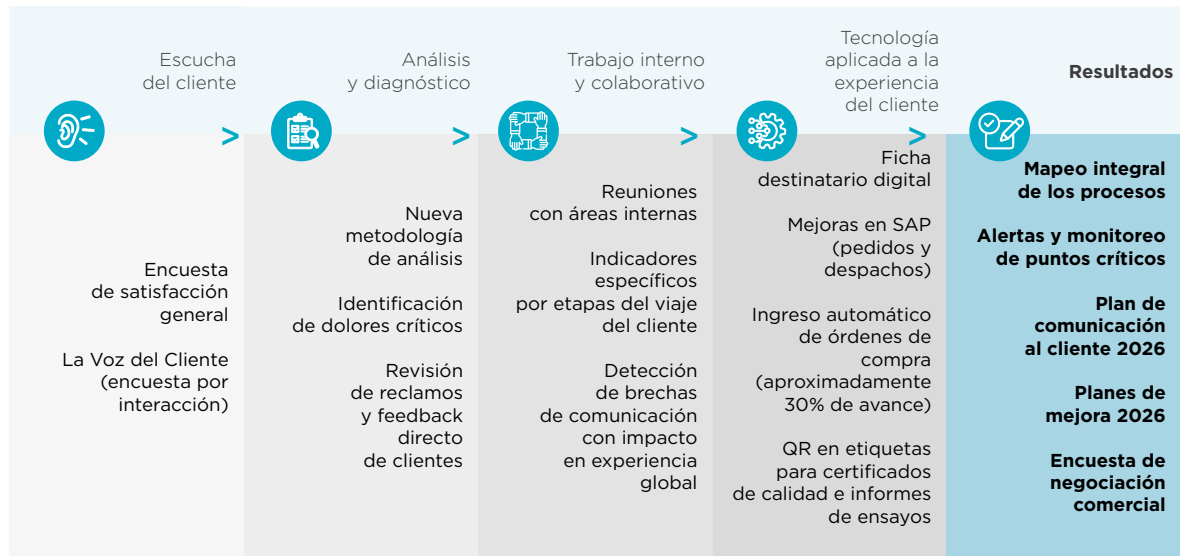 Escucha
del cliente
>
Encuesta
de satisfacción
general
La Voz del Cliente
(encuesta por
interacción)
Análisis
y diagnóstico
>
Nueva
metodología
de análisis
Identificación
de dolores críticos
Revisión
de reclamos
y feedback
directo
de clientes
Trabajo interno
y colaborativo
>
Reuniones
con áreas internas
Indicadores
específicos
por etapas del viaje
del cliente
Detección
de brechas
de comunicación
con impacto
en experiencia
global
Tecnología
aplicada a la
experiencia
del cliente
>
Ficha
destinatario digital
Mejoras en SAP
(pedidos y
despachos)
Ingreso automático
de órdenes de
compra
(aproximadamente
30% de avance)
QR en etiquetas
para certificados
de calidad e informes
de ensayos
Resultados
Mapeo integral
de los procesos
Alertas y monitoreo
de puntos críticos
Plan de
comunicación
al cliente 2026
Planes de
mejora 2026
Encuesta de
negociación
comercial